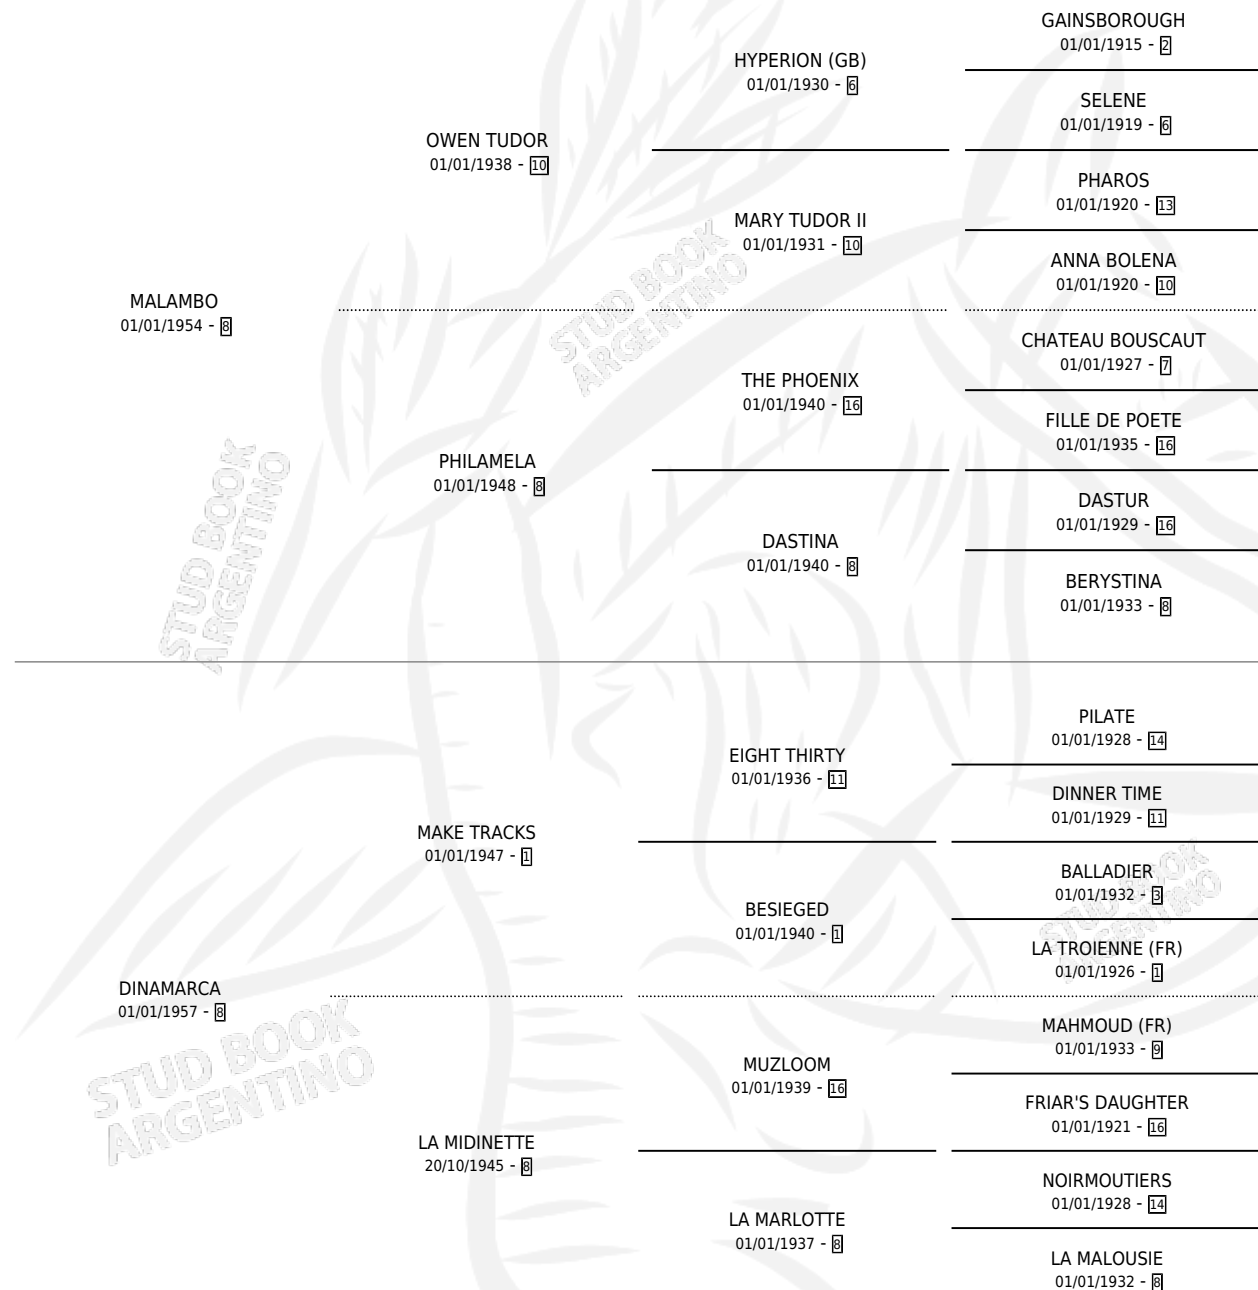 MALAMBO
01/01/1954 - 8
OWEN TUDOR
01/01/1938 - 10
HYPERION (GB)
01/01/1930 - 6
GAINSBOROUGH
01/01/1915 - 2
SELENE
01/01/1919 - 6
MARY TUDOR II
01/01/1931 - 10
PHAROS
01/01/1920 - 13
ANNA BOLENA
01/01/1920 - 10
PHILAMELA
01/01/1948 - 8
THE PHOENIX
01/01/1940 - 16
CHATEAU BOUSCAUT
01/01/1927 - 7
FILLE DE POETE
01/01/1935 - 16
DASTINA
01/01/1940 - 8
DASTUR
01/01/1929 - 16
BERYSTINA
01/01/1933 - 8
DINAMARCA
01/01/1957 - 8
MAKE TRACKS
01/01/1947 - 1
EIGHT THIRTY
01/01/1936 - 11
PILATE
01/01/1928 - 14
DINNER TIME
01/01/1929 - 11
BESIEGED
01/01/1940 - 1
BALLADIER
01/01/1932 - 3
LA TROIENNE (FR)
01/01/1926 - 1
LA MIDINETTE
20/10/1945 - 8
MUZLOOM
01/01/1939 - 16
MAHMOUD (FR)
01/01/1933 - 9
FRIAR'S DAUGHTER
01/01/1921 - 16
LA MARLOTTE
01/01/1937 - 8
NOIRMOUTIERS
01/01/1928 - 14
LA MALOUSIE
01/01/1932 - 8
STUD BOOK
ARGENTINO
STUD BOOK
ARGENTINO
STUD BOOK
ARGENTINO
STUD BOOK
ARGENTINO